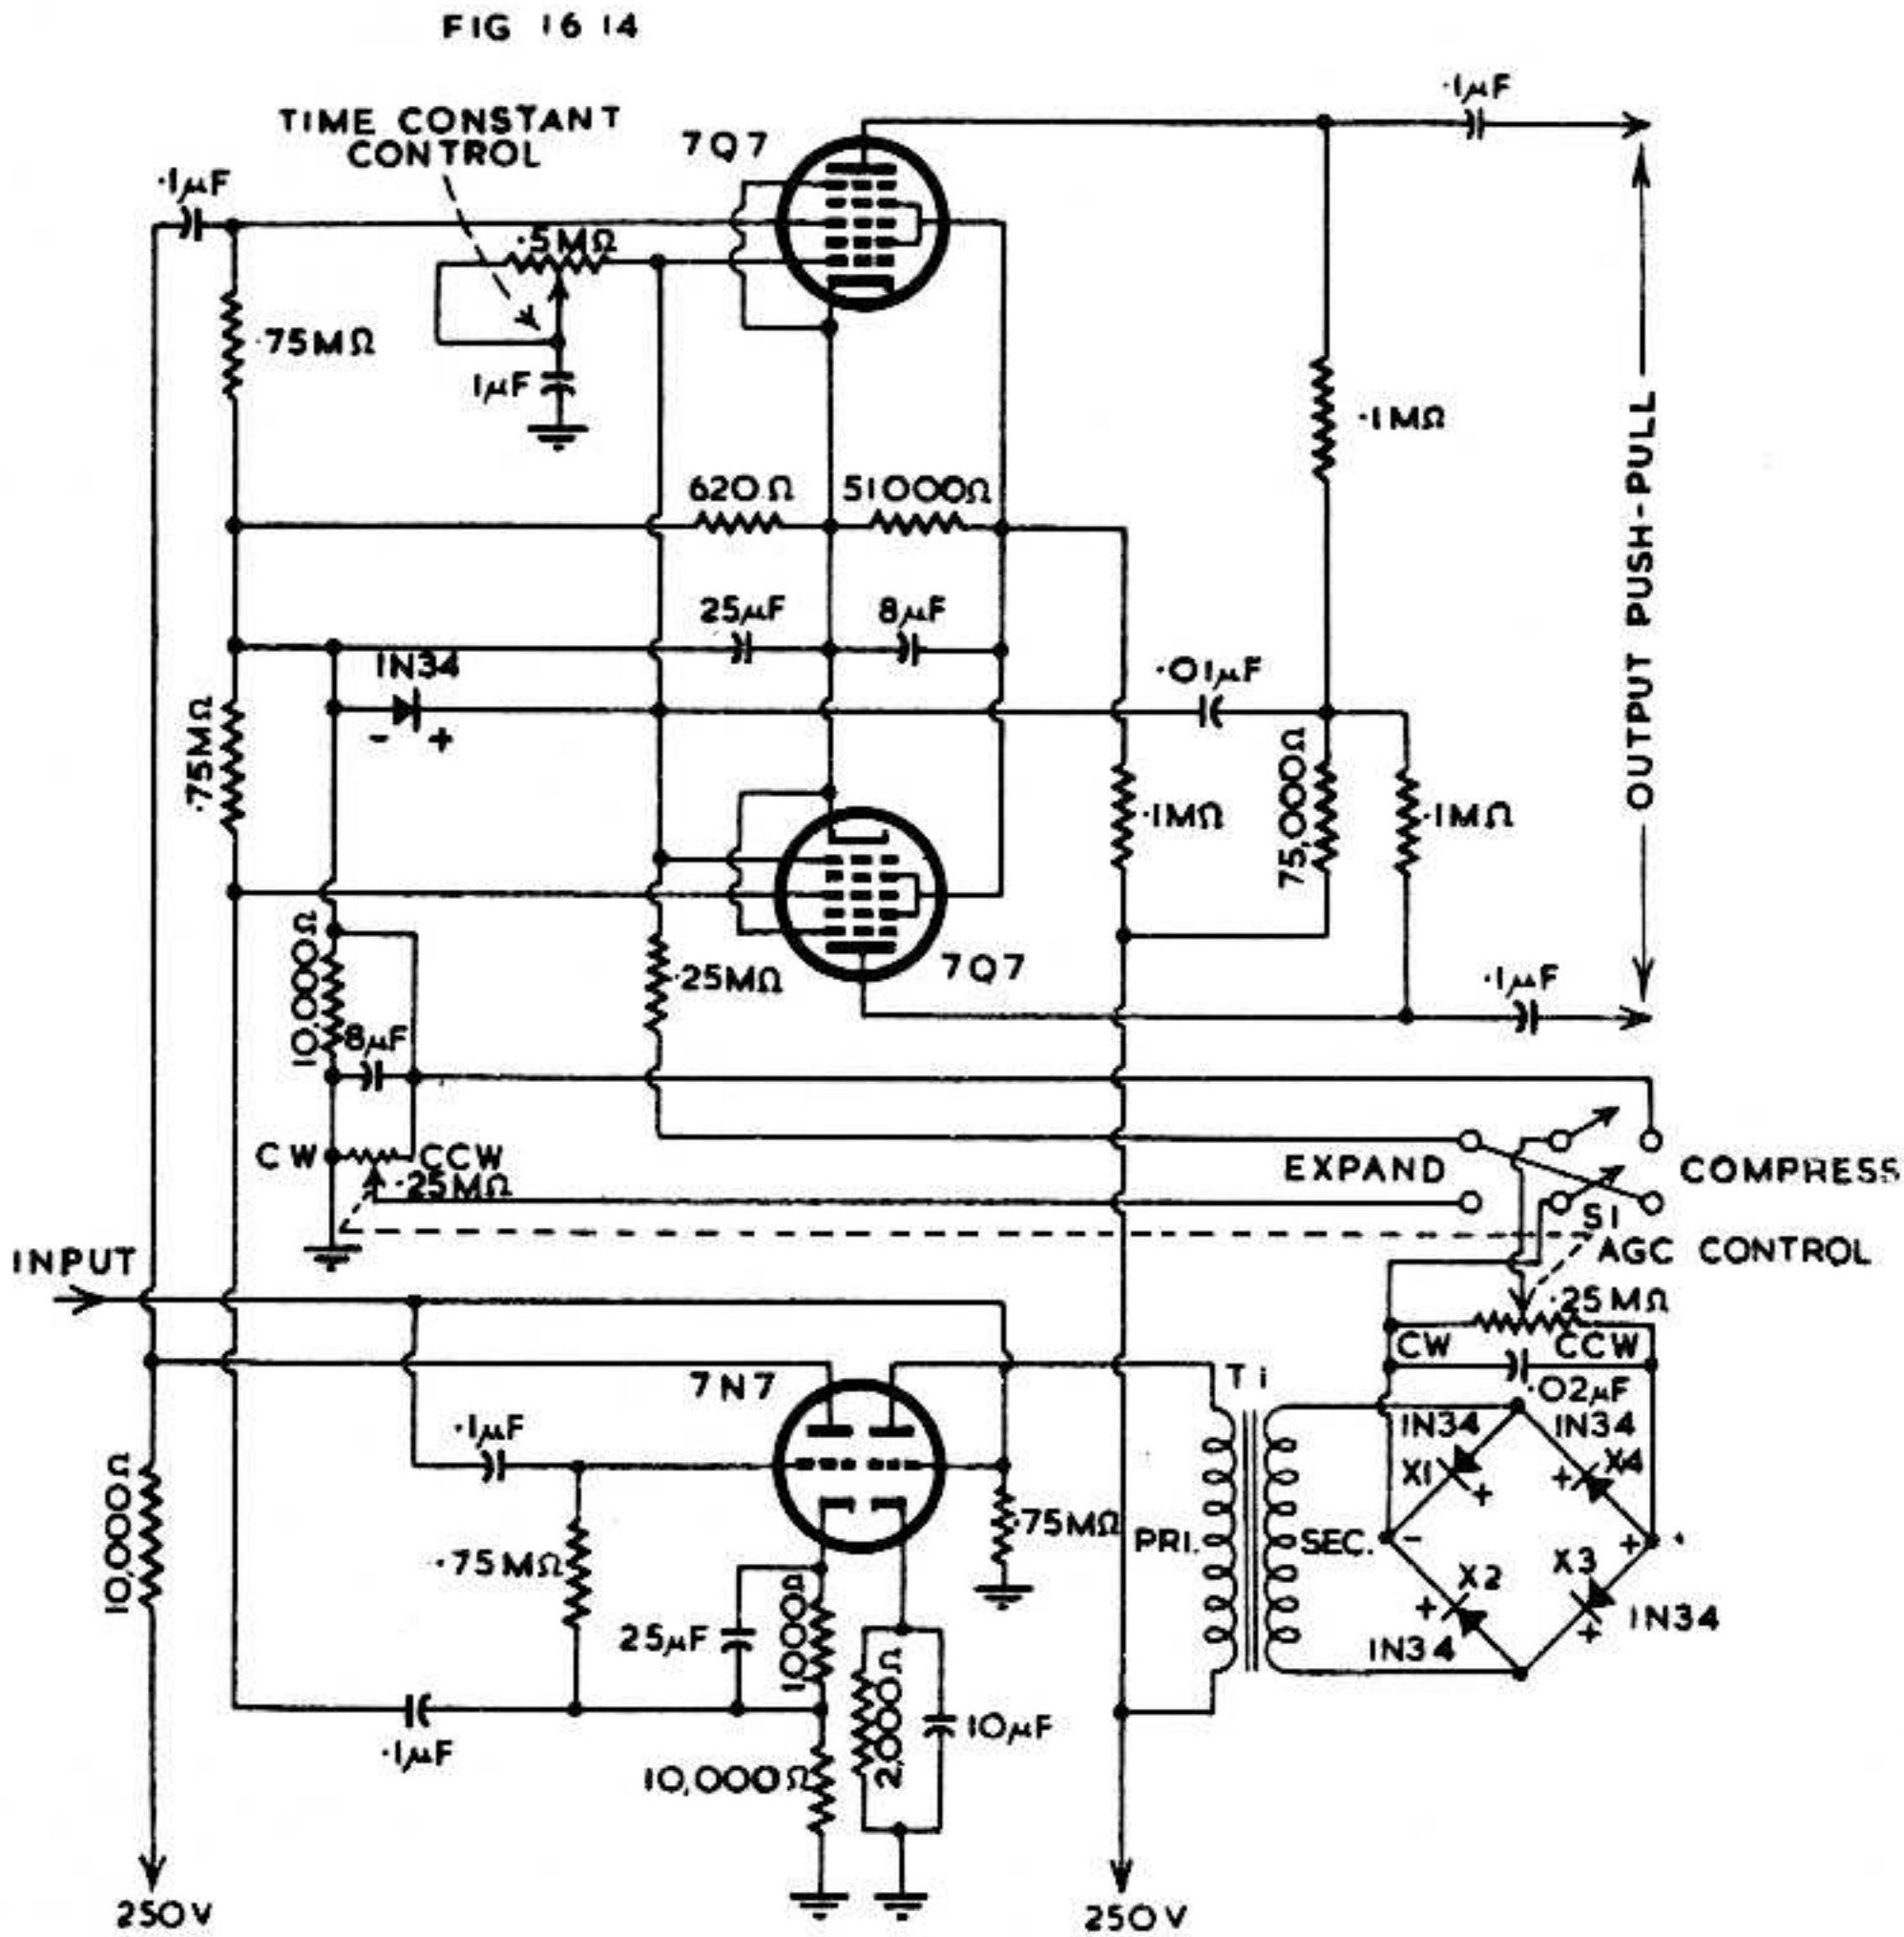 FIG 16 14
TIME CONSTANT
CONTROL
7Q7
·1μF
·1μF
·5MΩ
·75MΩ
1μF
·1MΩ
620Ω
51000Ω
25μF
8μF
1N34
- +
·01μF
·75MΩ
·1MΩ
75,000Ω
·1MΩ
OUTPUT PUSH-PULL
10,000Ω
·25MΩ
7Q7
·1μF
8μF
CW
CCW
·25MΩ
EXPAND
COMPRESS
S1
AGC CONTROL
INPUT
·25MΩ
CW
CCW
7N7
T1
·02μF
1N34
1N34
·1μF
X1
+
+
X4
10,000Ω
·75MΩ
·75MΩ
PRI.
SEC.
-
+
X2
X3
+
+
1N34
1N34
25μF
1000Ω
2,000Ω
10μF
·1μF
10,000Ω
250V
250V